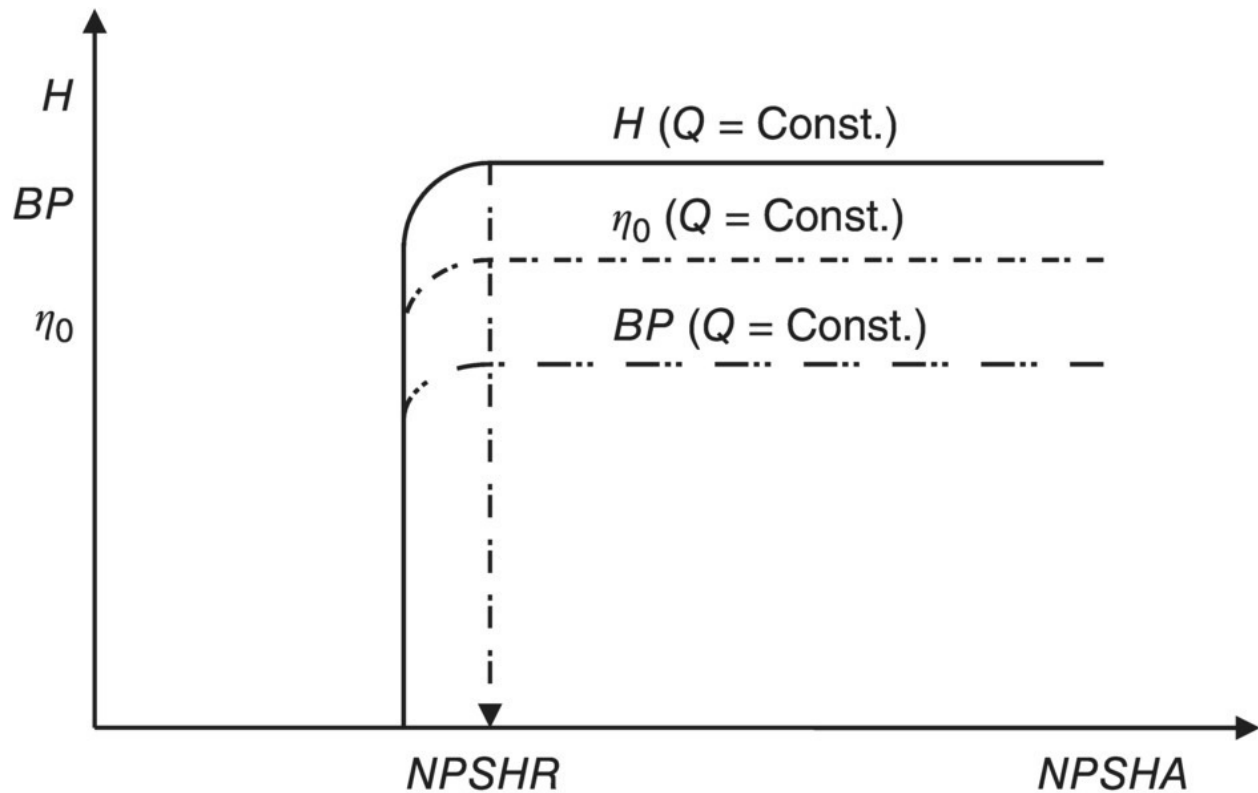 H
H (Q = Const.)
BP
η₀ (Q = Const.)
η₀
BP (Q = Const.)
NPSHR
NPSHA